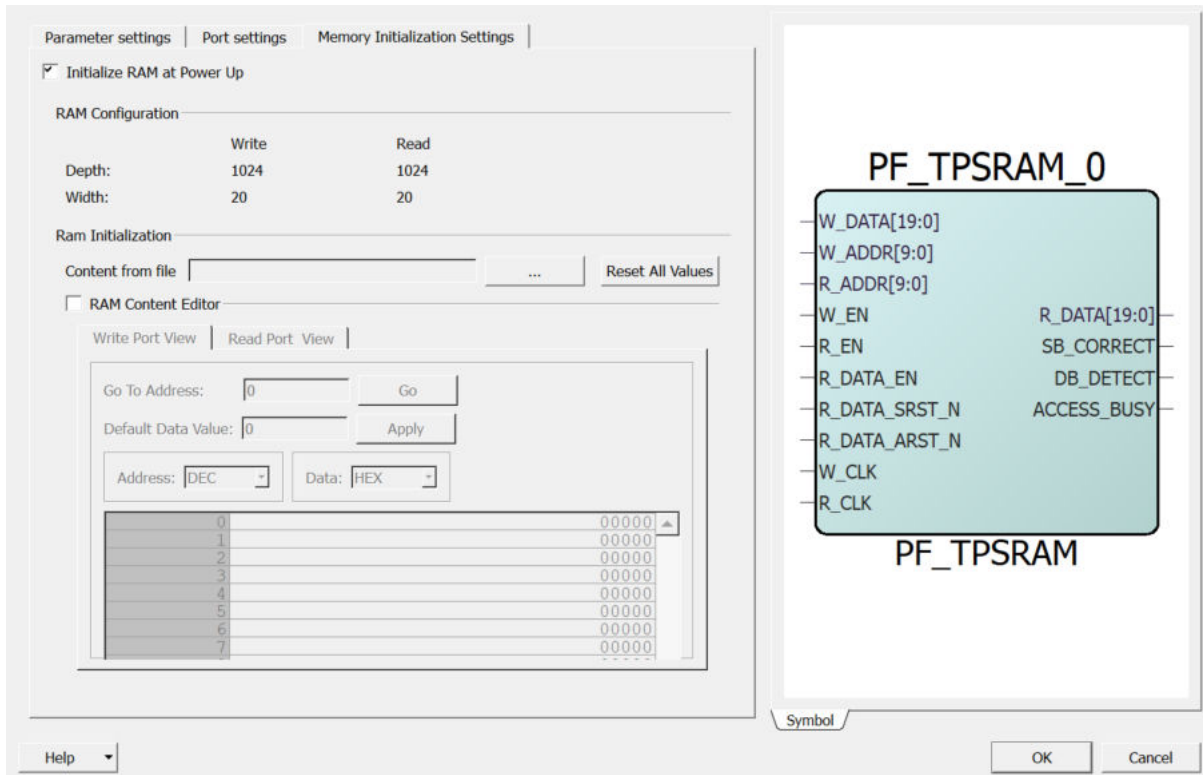 Parameter settings Port settings Memory Initialization Settings
Initialize RAM at Power Up
RAM Configuration
Write Read
Depth: 1024 1024
Width: 20 20
Ram Initialization
Content from file ... Reset All Values
RAM Content Editor
Write Port View Read Port View
Go To Address: 0 Go
Default Data Value: 0 Apply
Address: DEC Data: HEX
0 00000
1 00000
2 00000
3 00000
4 00000
5 00000
6 00000
7 00000
PF_TPSRAM_0
W_DATA[19:0]
W_ADDR[9:0]
R_ADDR[9:0]
W_EN R_DATA[19:0]
R_EN SB_CORRECT
R_DATA_EN DB_DETECT
R_DATA_SRST_N ACCESS_BUSY
R_DATA_ARST_N
W_CLK
R_CLK
PF_TPSRAM
Symbol
Help OK Cancel